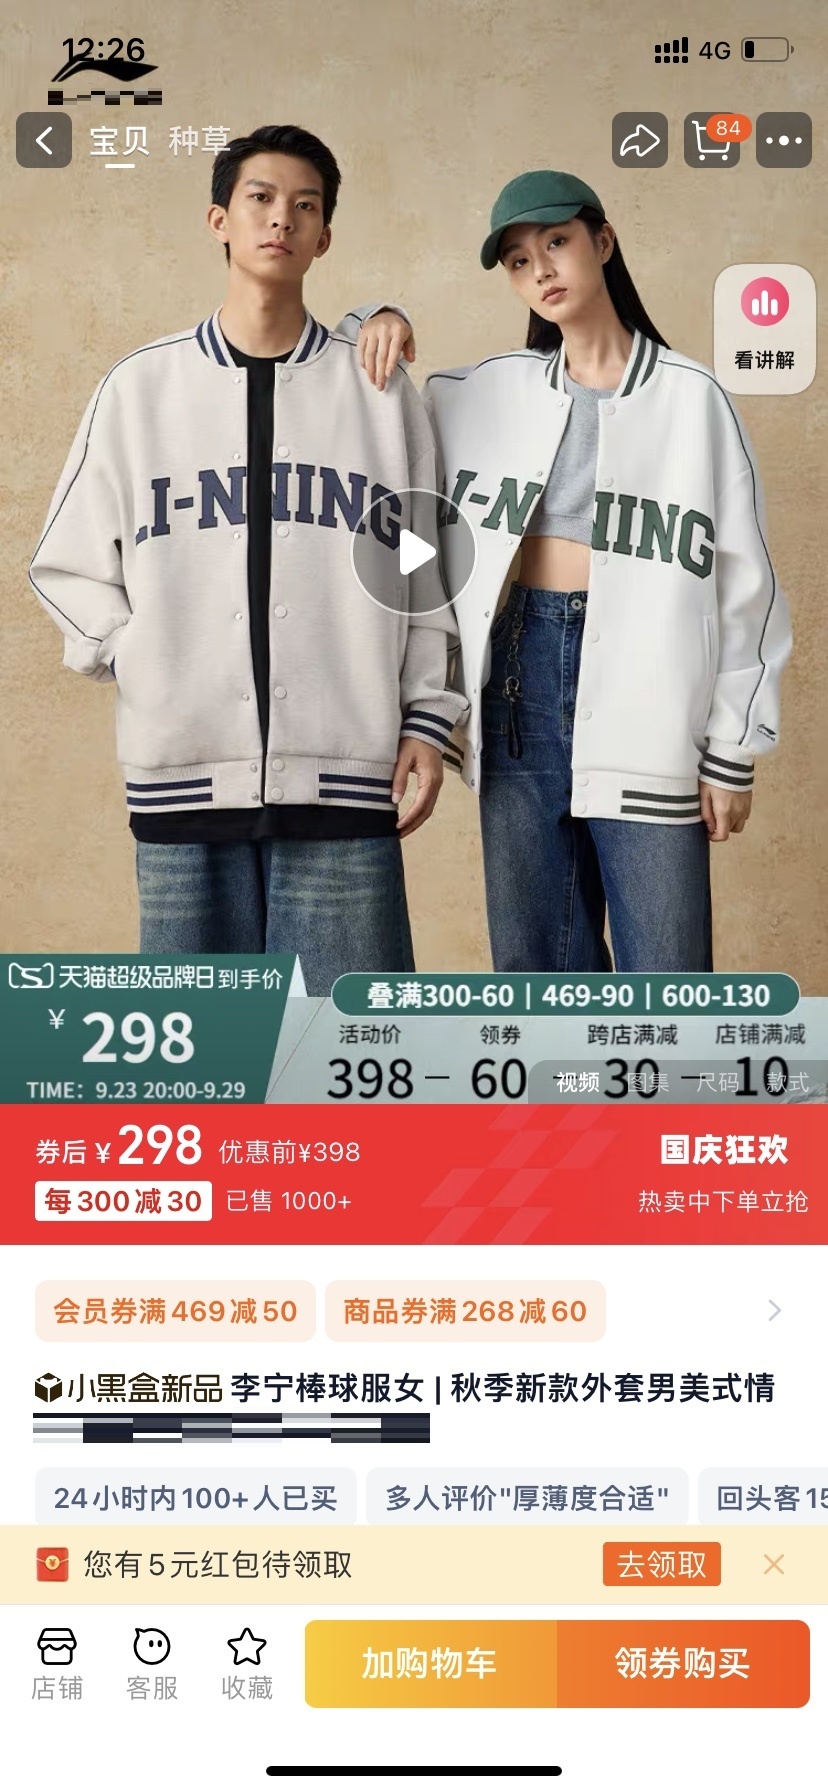 12:26
4G
宝贝 种草
84
看讲解
LI-NING
LI-NING
天猫超级品牌日到手价
¥ 298
TIME: 9.23 20:00-9.29
叠满300-60 | 469-90 | 600-130
活动价 领券 跨店满减 店铺满减
398 - 60 - 30 - 10
视频 图集 尺码 款式
券后 ¥298 优惠前¥398
国庆狂欢
每300减30 已售 1000+
热卖中下单立抢
会员券满469减50 商品券满268减60
小黑盒新品 李宁棒球服女 | 秋季新款外套男美式情
24小时内100+人已买 多人评价"厚薄度合适" 回头客15
您有5元红包待领取 去领取
店铺 客服 收藏 加购物车 领券购买